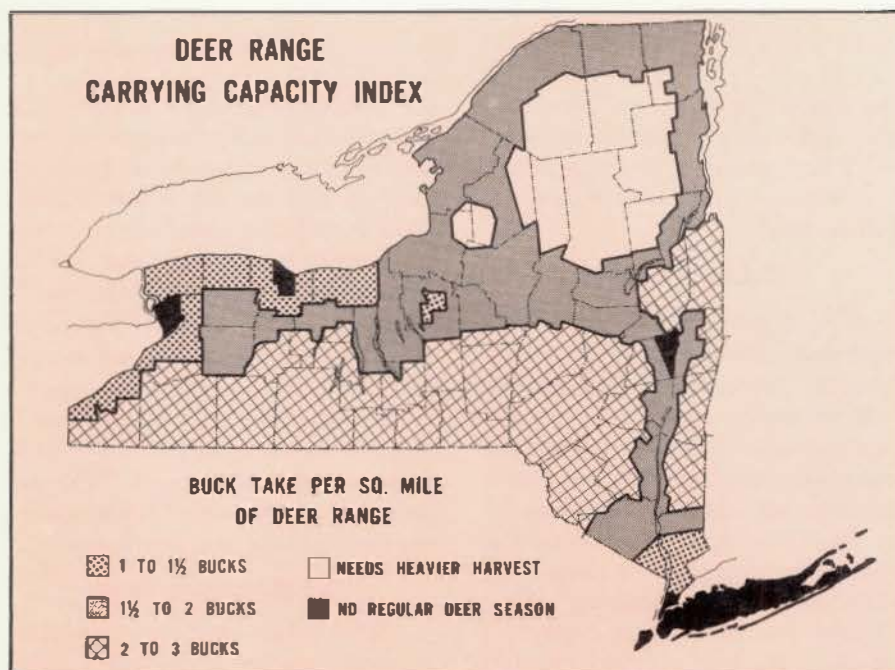 DEER RANGE
CARRYING CAPACITY INDEX
BUCK TAKE PER SQ. MILE
OF DEER RANGE
1 TO 1½ BUCKS
NEEDS HEAVIER HARVEST
1½ TO 2 BUCKS
NO REGULAR DEER SEASON
2 TO 3 BUCKS